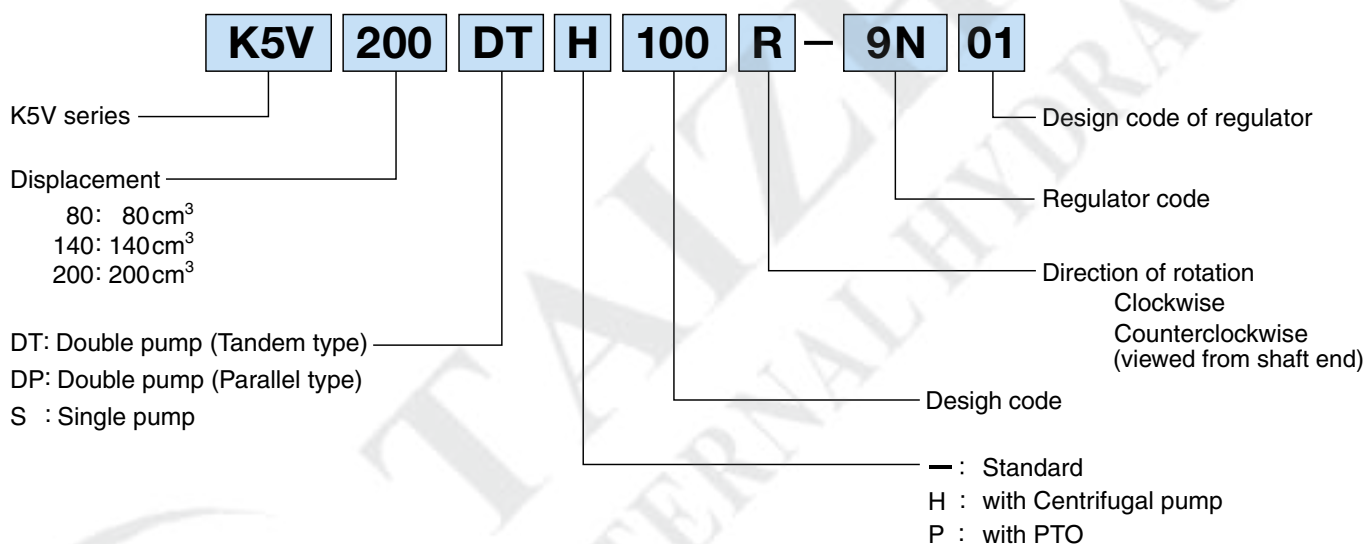 K5V 200 DT H 100 R – 9N 01
K5V series
Design code of regulator
Displacement
80: 80cm³
140: 140cm³
200: 200cm³
Regulator code
Direction of rotation
Clockwise
Counterclockwise
(viewed from shaft end)
DT: Double pump (Tandem type)
DP: Double pump (Parallel type)
S : Single pump
Desigh code
— : Standard
H : with Centrifugal pump
P : with PTO